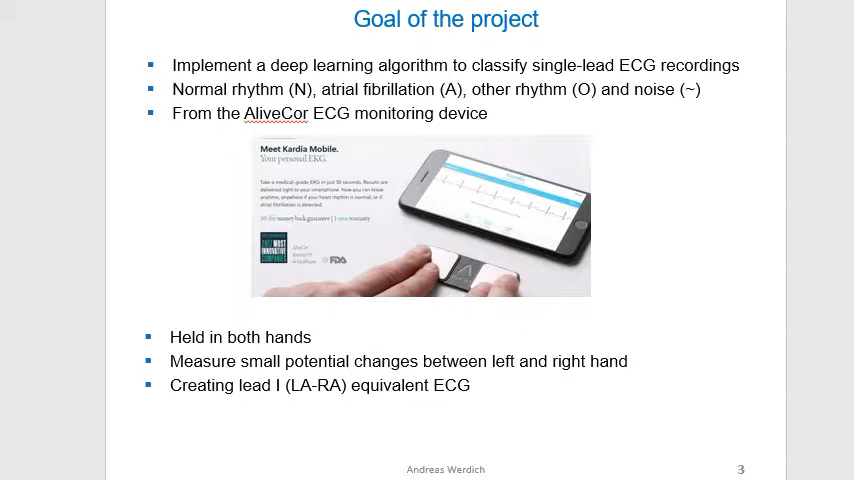 Goal of the project
Implement a deep learning algorithm to classify single-lead ECG recordings
Normal rhythm (N), atrial fibrillation (A), other rhythm (O) and noise (~)
From the AliveCor ECG monitoring device
Meet Kardia Mobile.
Your personal EKG.
Take a medical-grade EKG in just 30 seconds. Results are
delivered right to your smartphone. Now you can know
anytime, anywhere if your heart rhythm is normal, or if
atrial fibrillation is detected.
30-day money back guarantee | 1-year warranty
2017 MOST
INNOVATIVE
COMPANIES
AliveCor
FDA
Held in both hands
Measure small potential changes between left and right hand
Creating lead I (LA-RA) equivalent ECG
Andreas Werdich
3